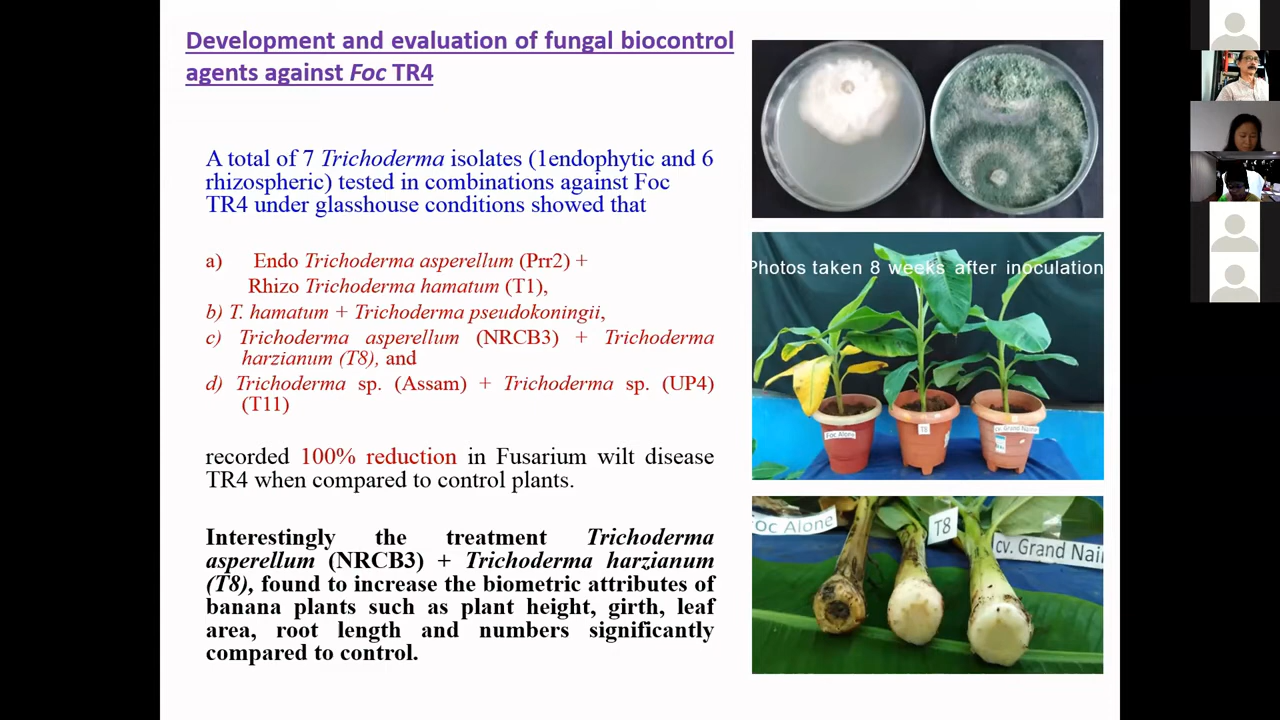 Development and evaluation of fungal biocontrol
agents against Foc TR4
A total of 7 Trichoderma isolates (1endophytic and 6
rhizospheric) tested in combinations against Foc
TR4 under glasshouse conditions showed that
a) Endo Trichoderma asperellum (Prr2) +
Rhizo Trichoderma hamatum (T1),
b) T. hamatum + Trichoderma pseudokoningii,
c) Trichoderma asperellum (NRCB3) + Trichoderma
harzianum (T8), and
d) Trichoderma sp. (Assam) + Trichoderma sp. (UP4)
(T11)
recorded 100% reduction in Fusarium wilt disease
TR4 when compared to control plants.
Interestingly the treatment Trichoderma
asperellum (NRCB3) + Trichoderma harzianum
(T8), found to increase the biometric attributes of
banana plants such as plant height, girth, leaf
area, root length and numbers significantly
compared to control.
Photos taken 8 weeks after inoculation
Foc Alone
T8
cv. Grand Naine
Foc Alone
T8
cv. Grand Nain